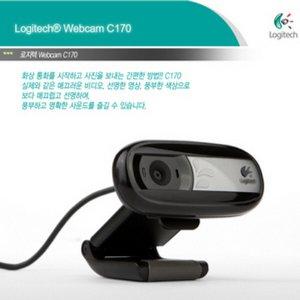 Logitech® Webcam C170
Logitech
로지텍 Webcam C170
화상 통화를 시작하고 사진을 보내는 간편한 방법!! C170
실제와 같은 매끄러운 비디오, 선명한 영상, 풍부한 색상으로
보다 매끄럽고 선명하며,
풍부하고 명확한 사운드를 즐길 수 있습니다.
Logitech